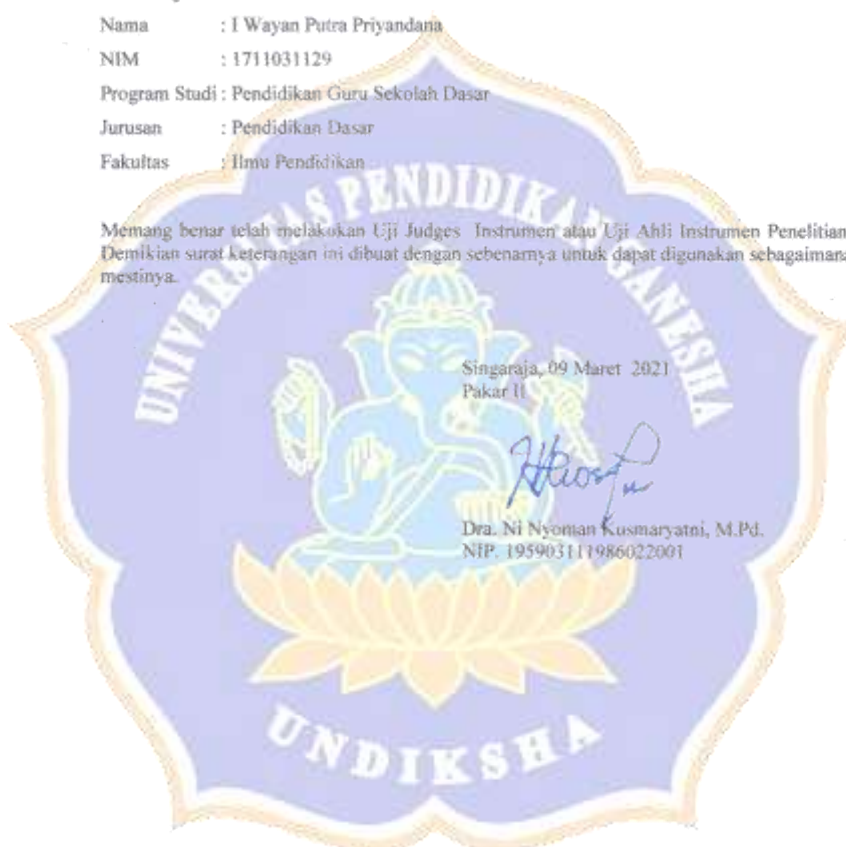 Nama : I Wayan Putra Priyandana
NIM : 1711031129
Program Studi : Pendidikan Guru Sekolah Dasar
Jurusan : Pendidikan Dasar
Fakultas : Ilmu Pendidikan
UNIVERSITAS PENDIDIKAN GANESHA
Memang benar telah melakokan Uji Judges Instrumen atau Uji Ahli Instrumen Penelitian
Demikian surat keterangan ini dibuat dengan sebenarnya untuk dapat digunakan sebagaimana
mestinya.
Singaraja, 09 Maret 2021
Pakar II
Dra. Ni Nyoman Kusmaryatni, M.Pd.
NIP. 195903111986022001
UNDIKSHA